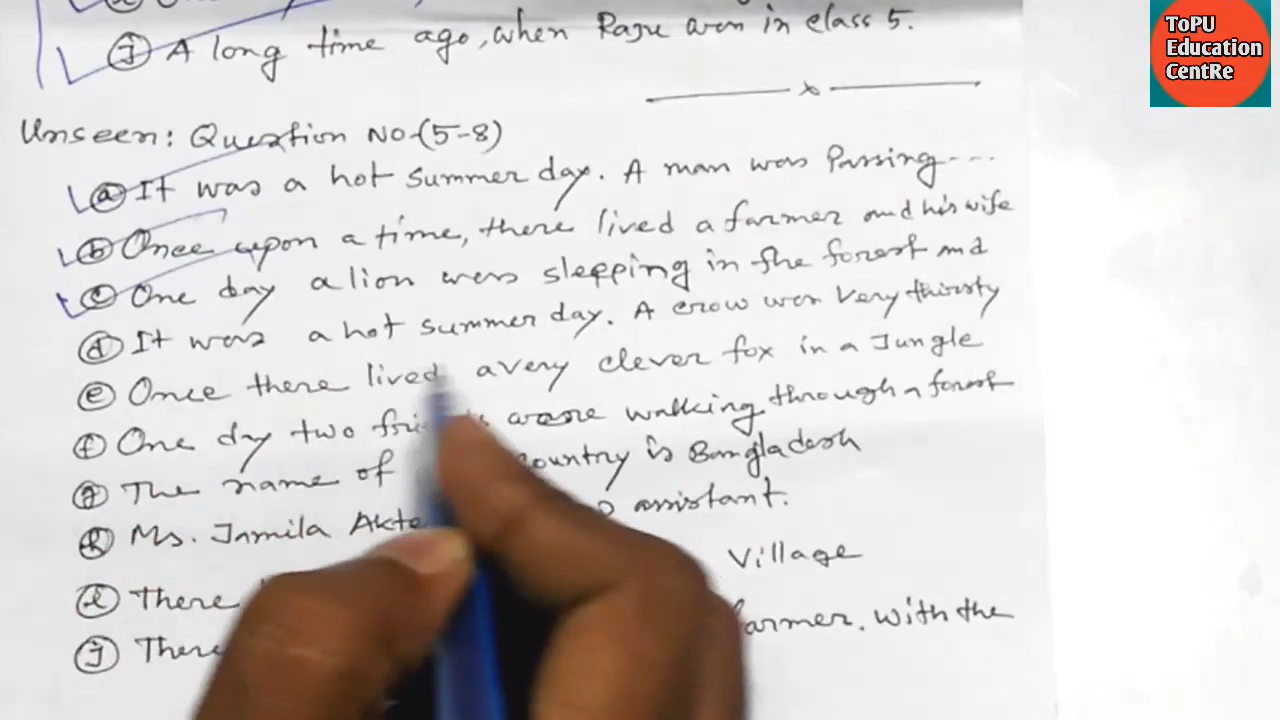 ToPU
Education
CentRe
(j) A long time ago, when Raju was in class 5.
x
Unseen: Question No-(5-8)
(a) It was a hot summer day. A man was Passing...
(b) Once upon a time, there lived a farmer and his wife
(c) One day a lion was sleeping in the forest and
(d) It was a hot summer day. A crow was very thirsty
(e) Once there lived a very clever fox in a Jungle
(f) One day two were walking through a forest
(g) The name of country is Bangladesh
(h) Ms. Jamila assistant.
(i) There Village
(j) farmer. With the